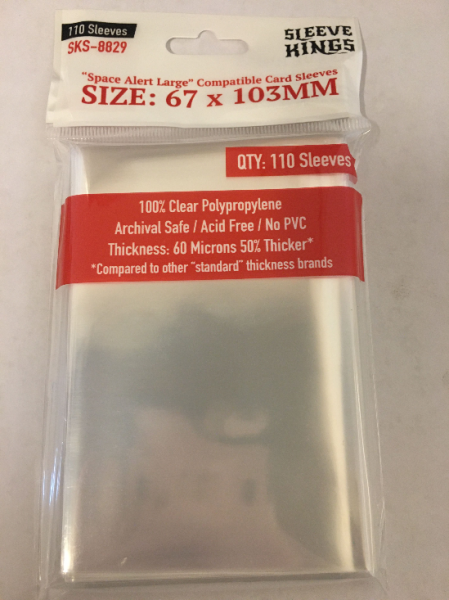 110 Sleeves
SKS-8829
SLEEVE
KINGS
"Space Alert Large" Compatible Card Sleeves
SIZE: 67 x 103MM
QTY: 110 Sleeves
100% Clear Polypropylene
Archival Safe / Acid Free / No PVC
Thickness: 60 Microns 50% Thicker*
*Compared to other "standard" thickness brands